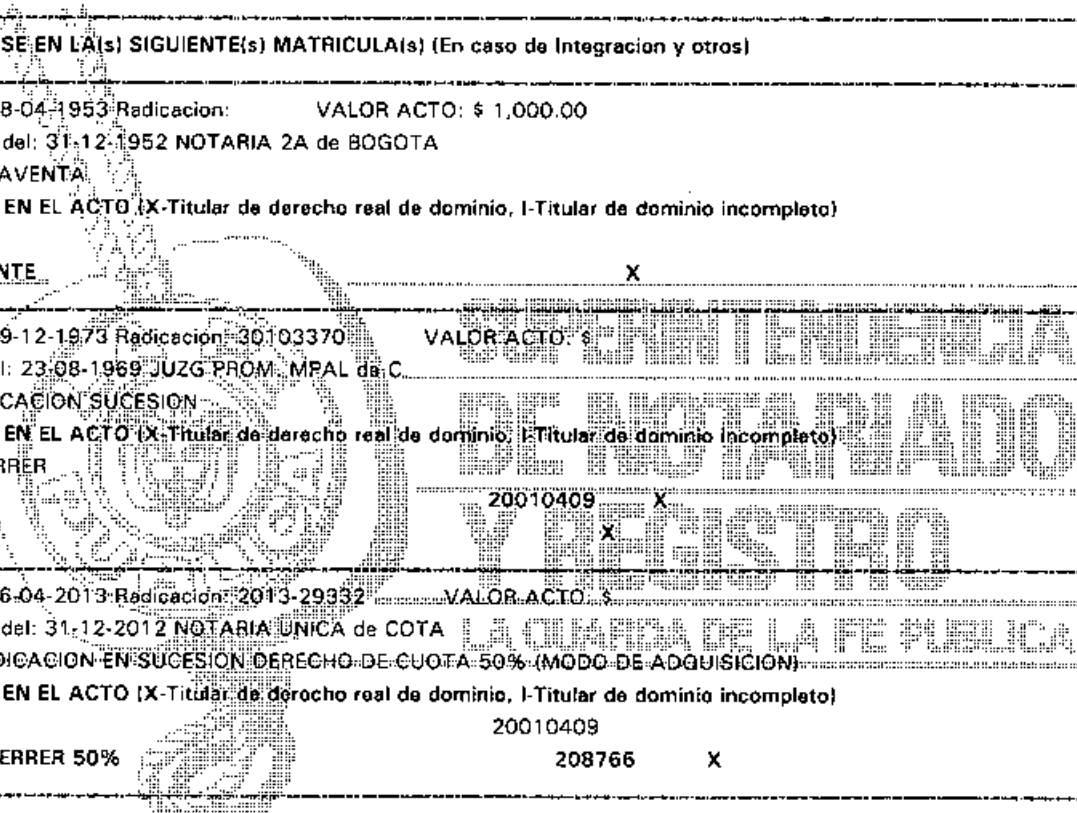 SE EN LA(s) SIGUIENTE(s) MATRICULA(s) (En caso de Integracion y otros)
8-04-1953 Radicacion: VALOR ACTO: $ 1,000.00
del: 31-12-1952 NOTARIA 2A de BOGOTA
AVENTA
EN EL ACTO (X-Titular de derecho real de dominio, I-Titular de dominio incompleto)
NTE X
9-12-1973 Radicacion: 30103370 VALOR ACTO: $
l: 23-08-1969 JUZG PROM. MPAL de C.
CACION SUCESION
EN EL ACTO (X-Titular de derecho real de dominio, I-Titular de dominio incompleto)
RRER
20010409 X
X
6-04-2013 Radicacion: 2013-29332 VALOR ACTO: $
del: 31-12-2012 NOTARIA UNICA de COTA
DICACION EN SUCESION DERECHO DE CUOTA 50% (MODO DE ADQUISICION)
EN EL ACTO (X-Titular de derocho real de dominio, I-Titular de dominio incompleto)
20010409
ERRER 50% 208766 X
SUPERINTENDENCIA
DE NOTARIADO
Y REGISTRO
LA GUARDA DE LA FE PUBLICA